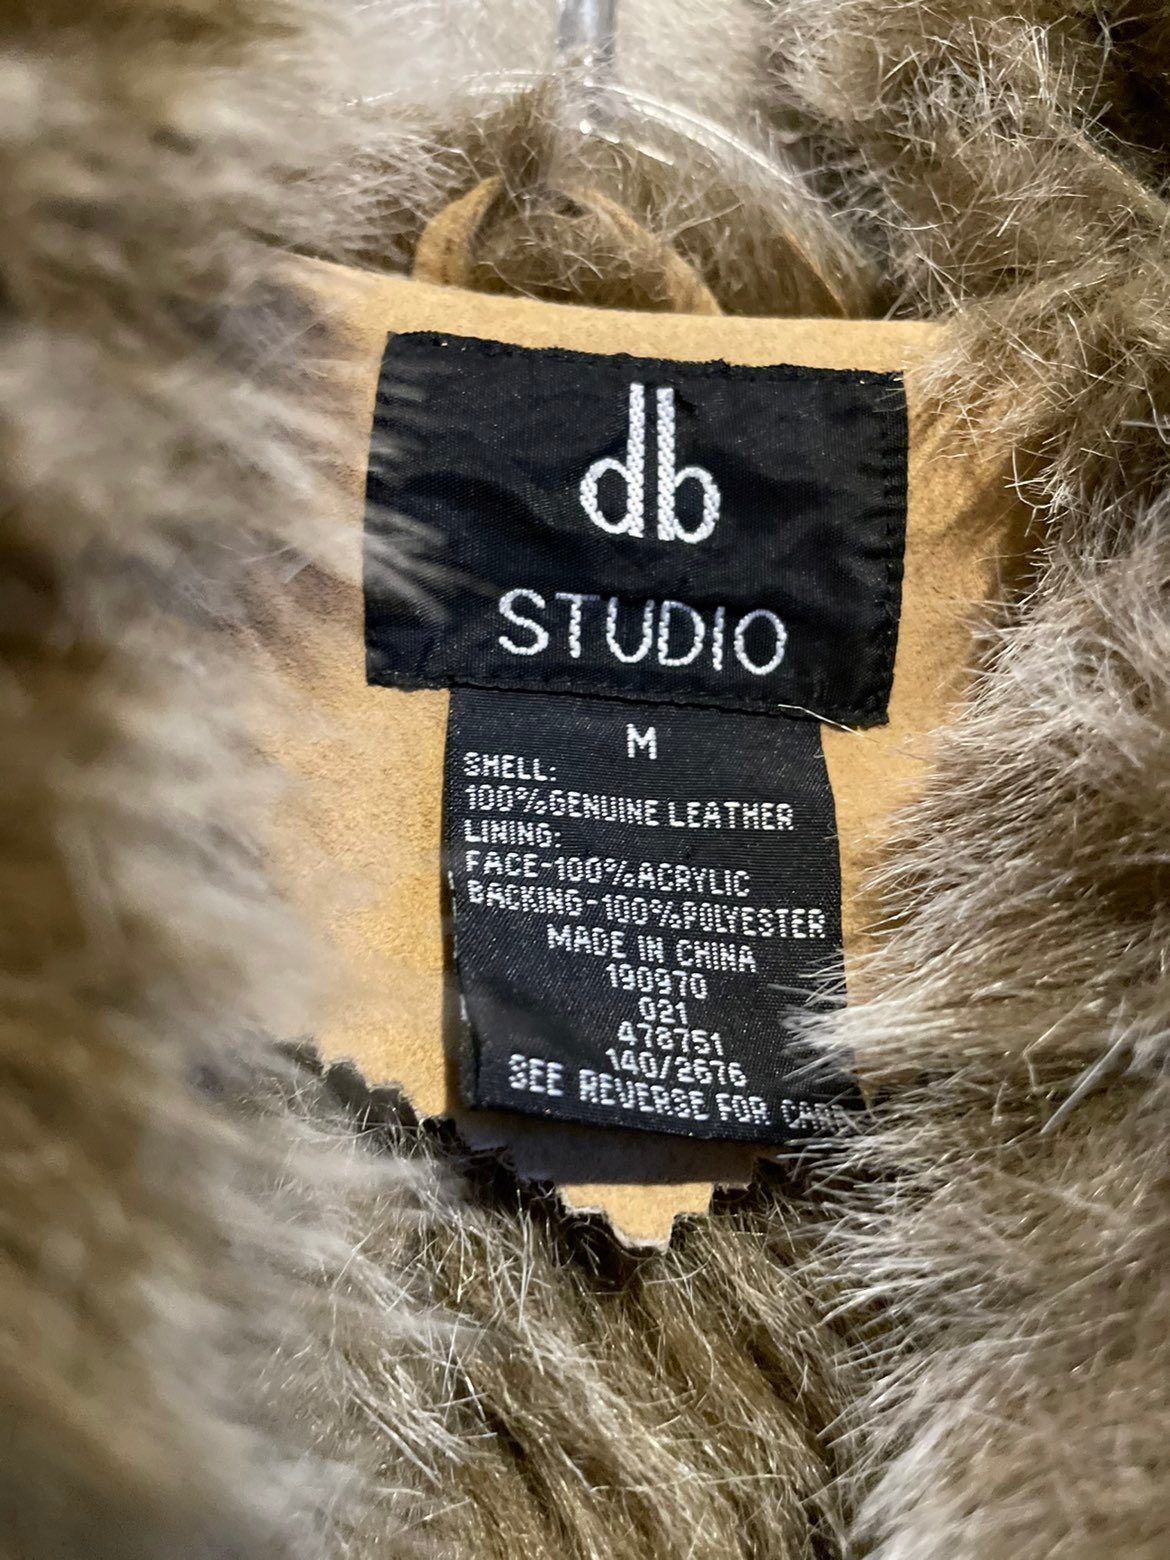 db
STUDIO
M
SHELL:
100%GENUINE LEATHER
LINING:
FACE-100%ACRYLIC
BACKING-100%POLYESTER
MADE IN CHINA
190970
021
478751
140/2676
SEE REVERSE FOR